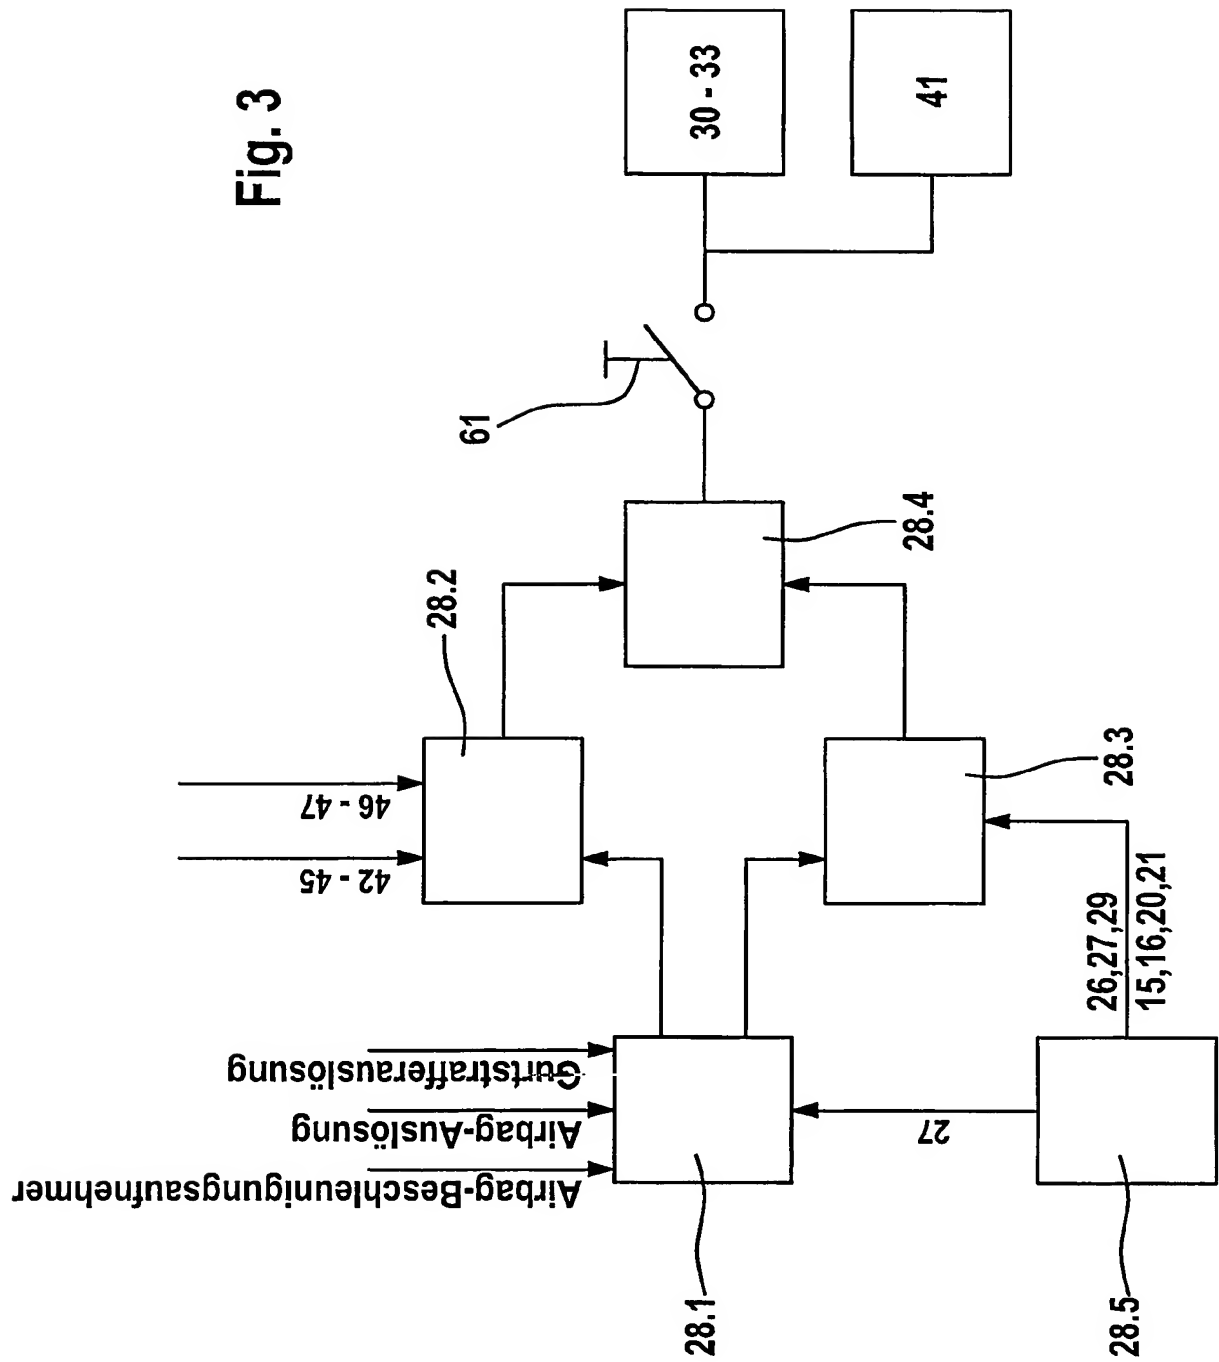 Fig. 3
30 - 33
41
61
28.4
28.2
46 - 47
42 - 45
28.3
26,27,29
15,16,20,21
Gurtstrafferauslösung
Airbag-Auslösung
Airbag-Beschleunigungsaufnehmer
27
28.1
28.5